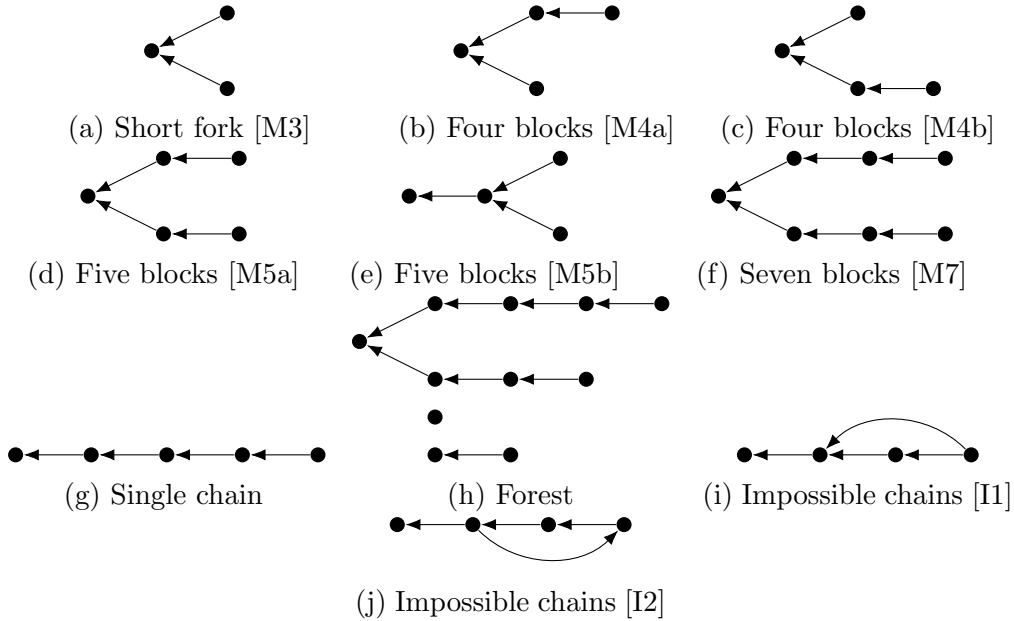 (a) Short fork [M3]
(b) Four blocks [M4a]
(c) Four blocks [M4b]
(d) Five blocks [M5a]
(e) Five blocks [M5b]
(f) Seven blocks [M7]
(g) Single chain
(h) Forest
(i) Impossible chains [I1]
(j) Impossible chains [I2]